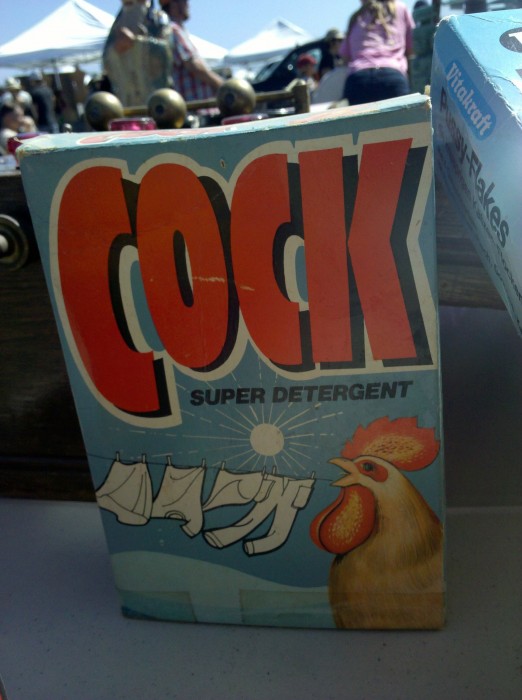 COCK
SUPER DETERGENT
Vitakraft
-Flakes